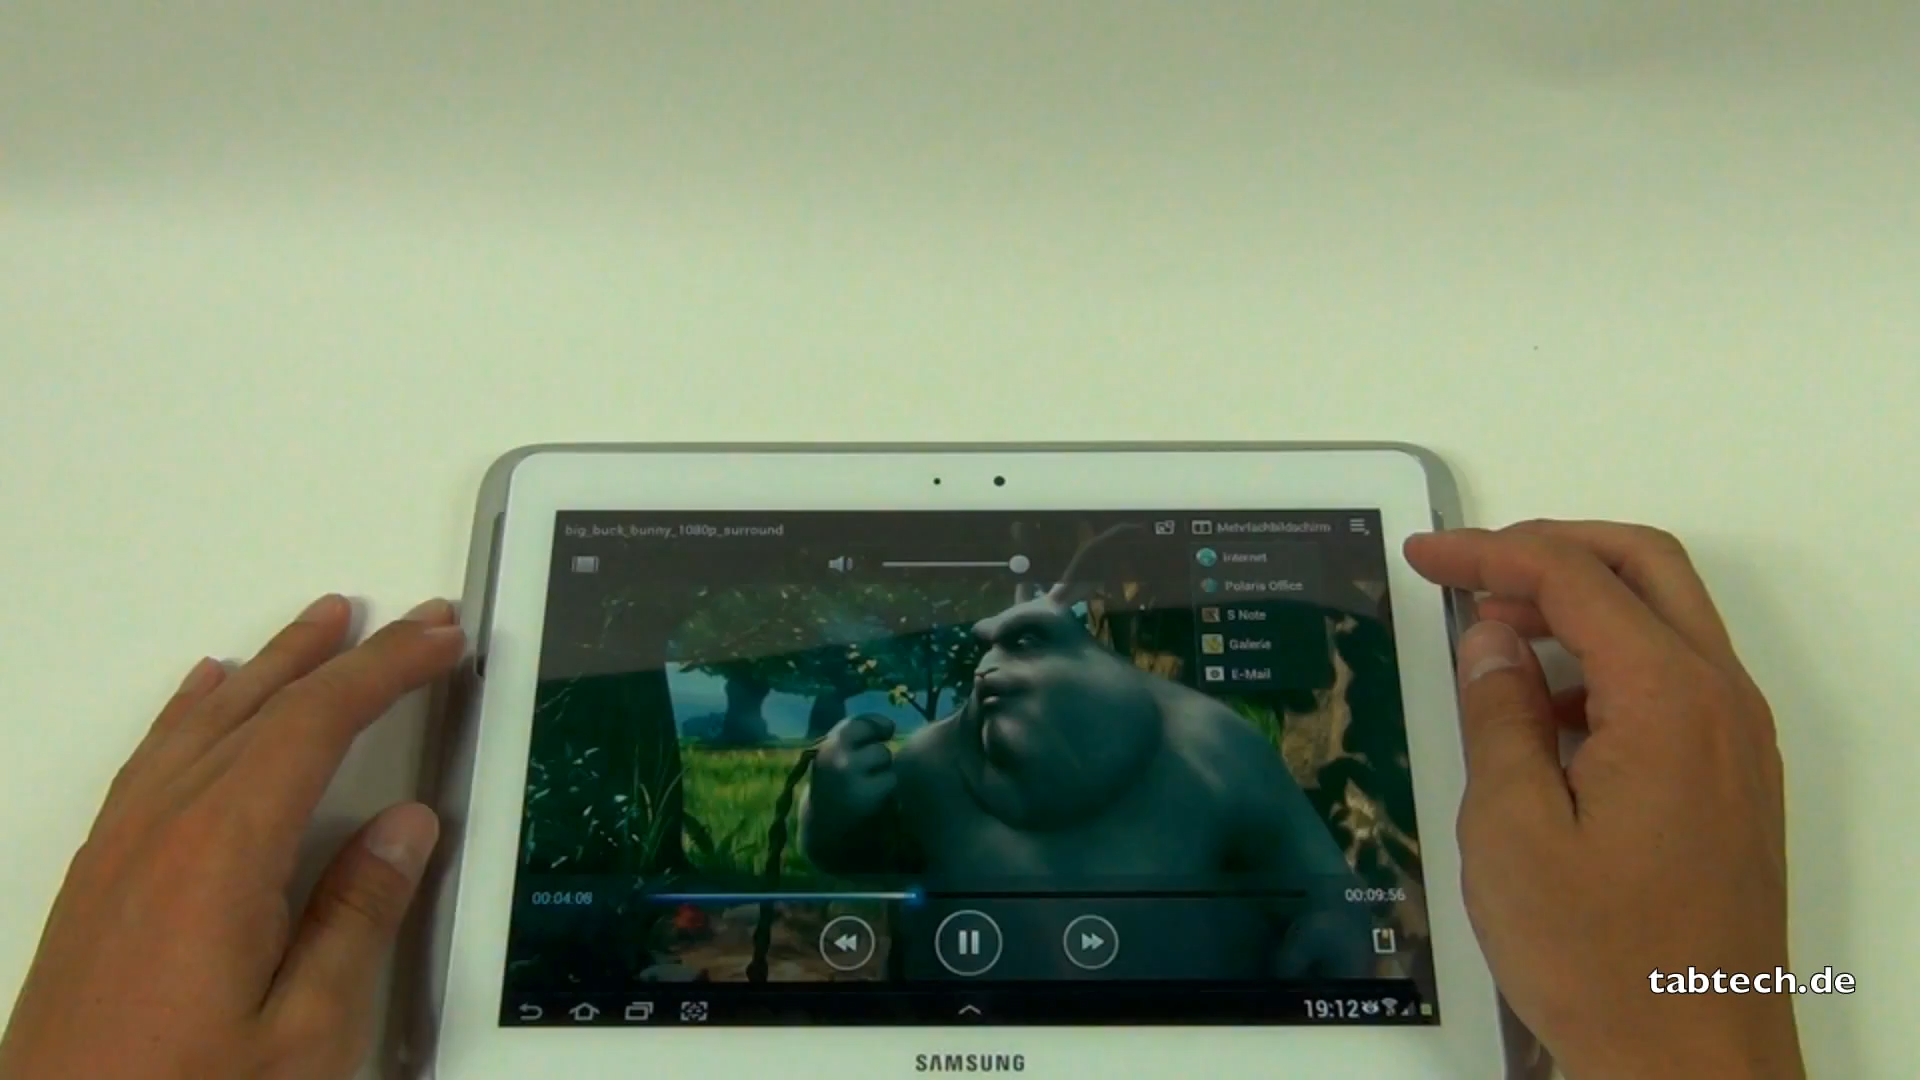 big_buck_bunny_1080p_surround
Mehrfachbildschirm
Internet
Polaris Office
S Note
Galerie
E-Mail
00:04:06
00:09:56
19:12
SAMSUNG
tabtech.de